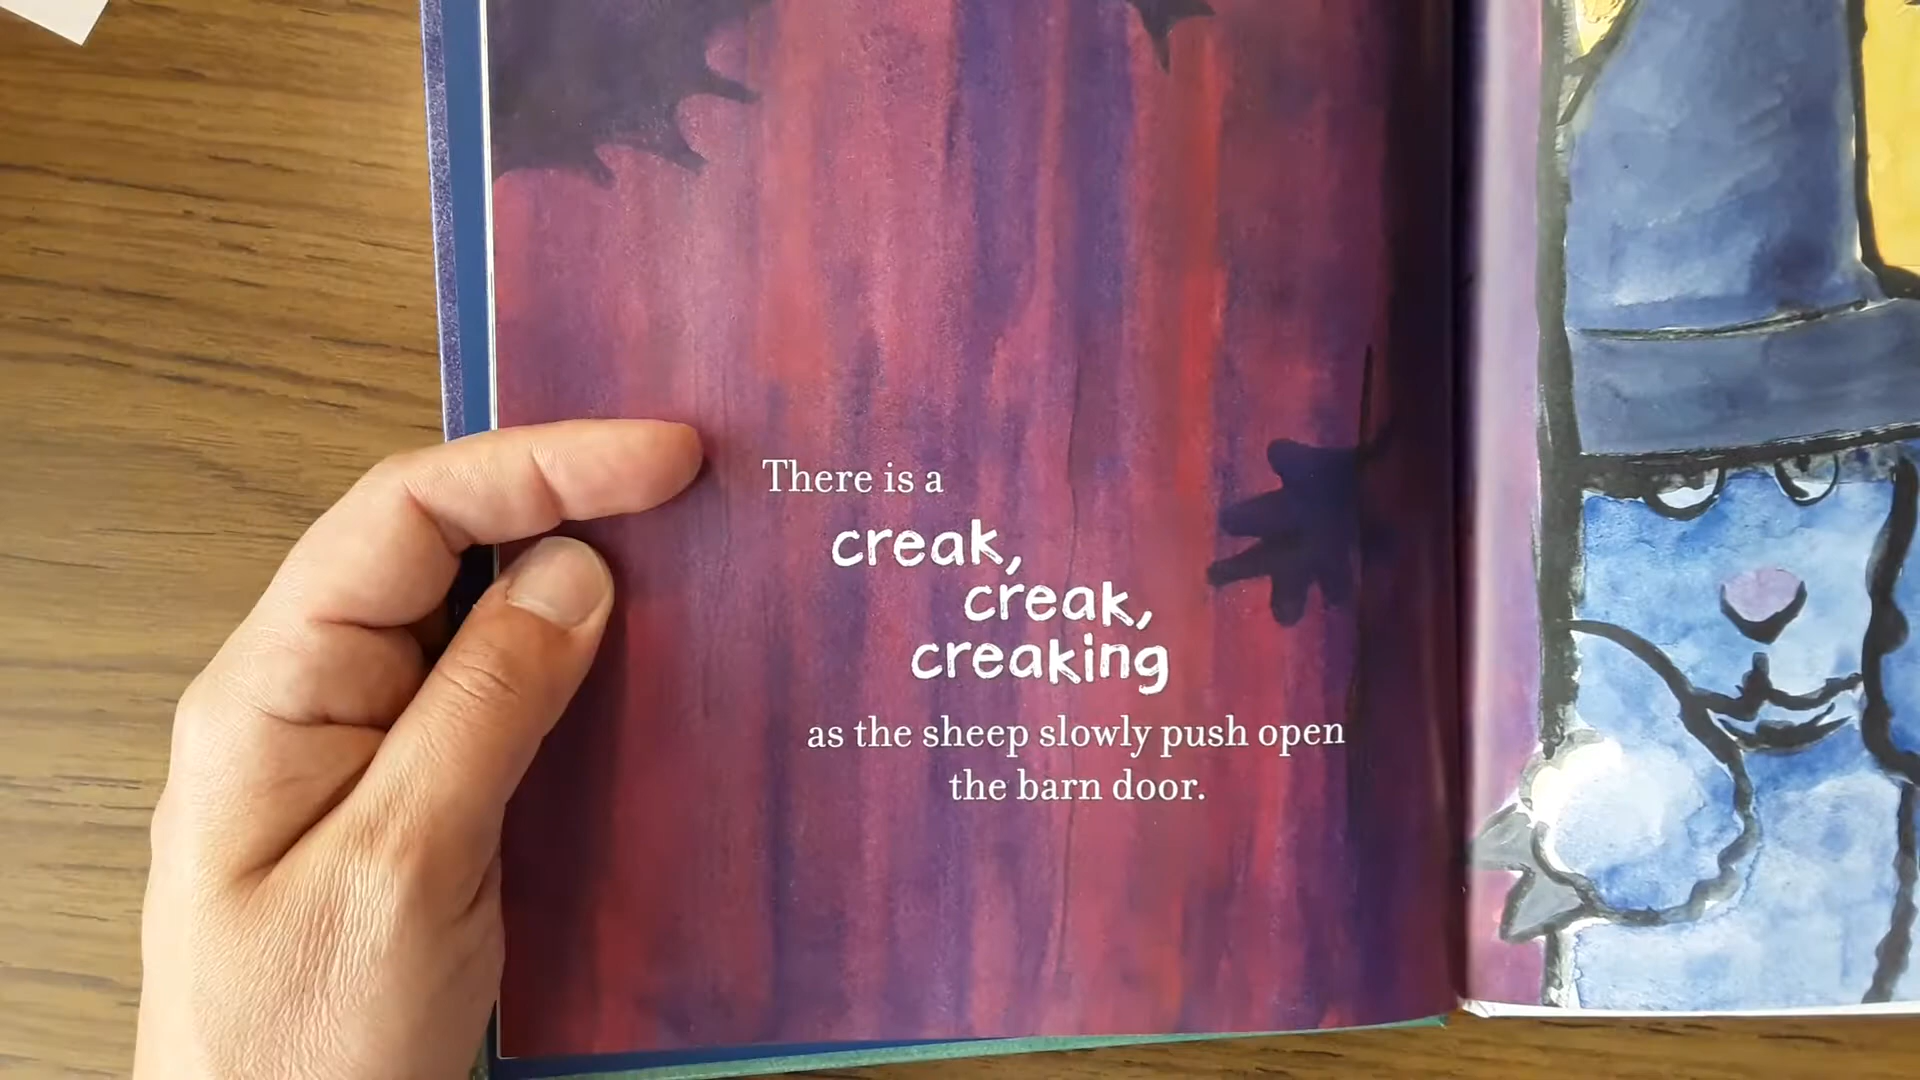 There is a
creak,
creak,
creaking
as the sheep slowly push open
the barn door.